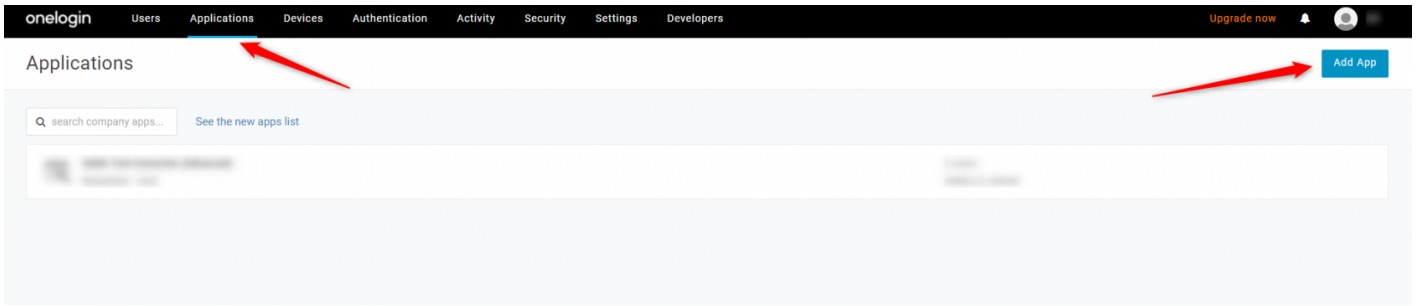 onelogin Users Applications Devices Authentication Activity Security Settings Developers Upgrade now
Applications Add App
search company apps... See the new apps list